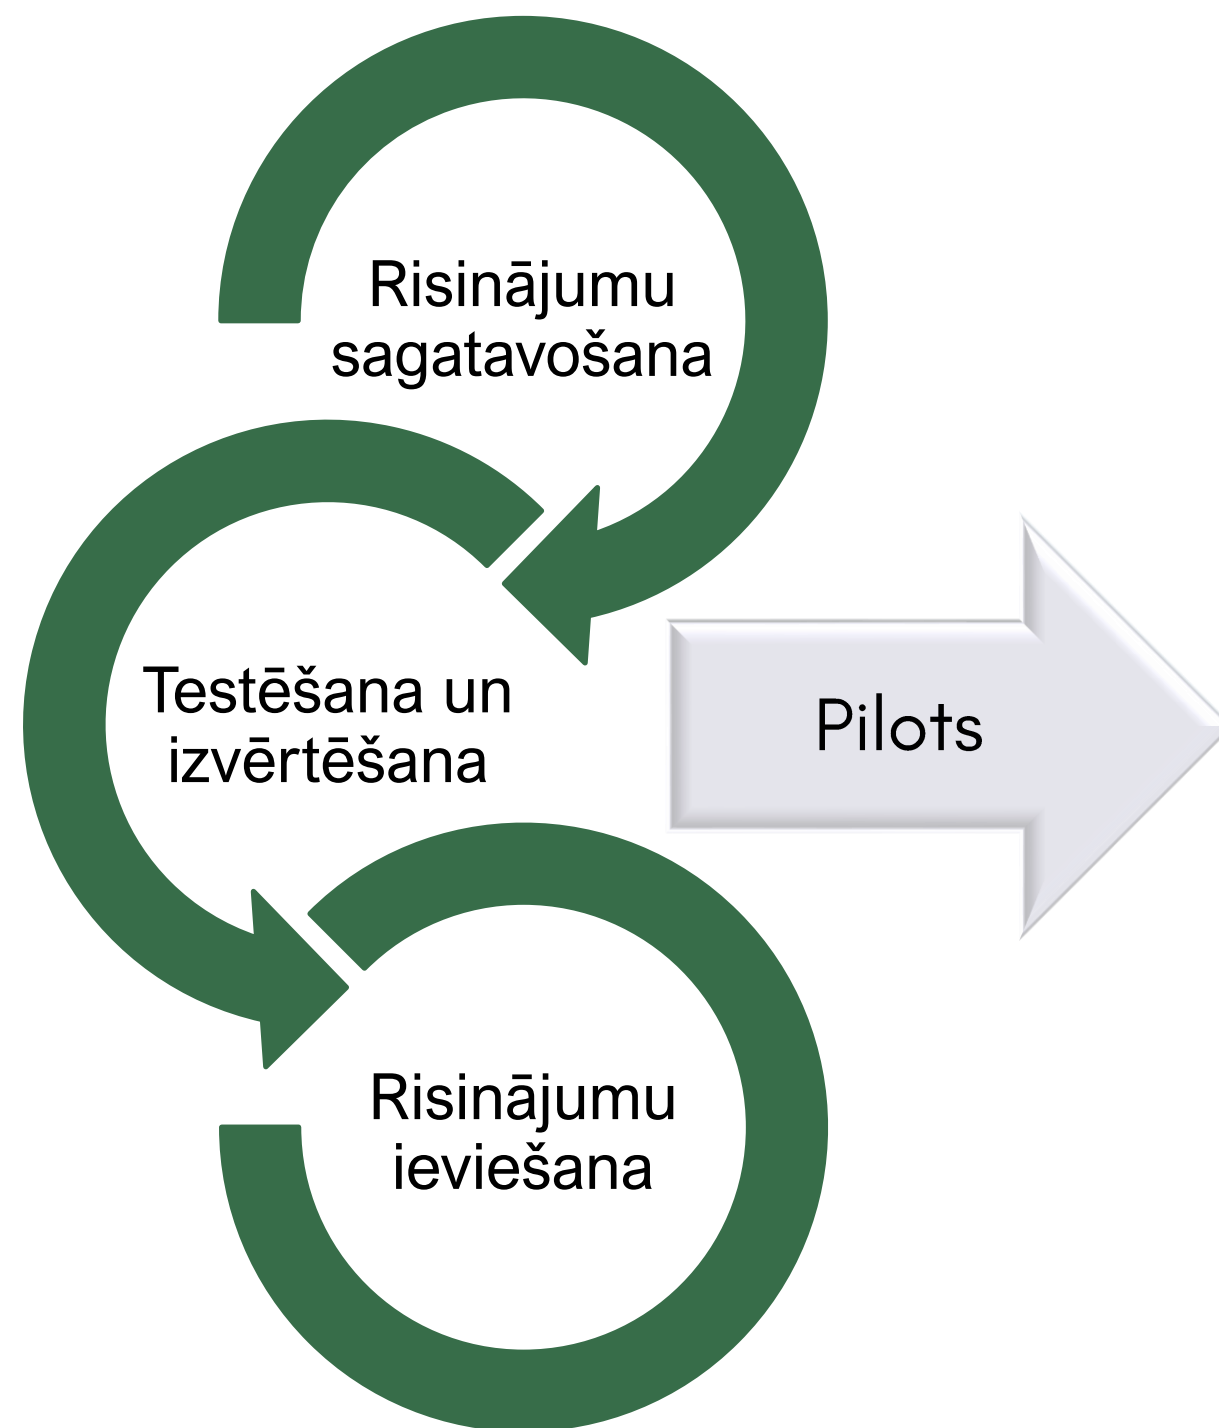 Risinājumu
sagatavošana
Testēšana un
izvērtēšana
Pilots
Risinājumu
ieviešana